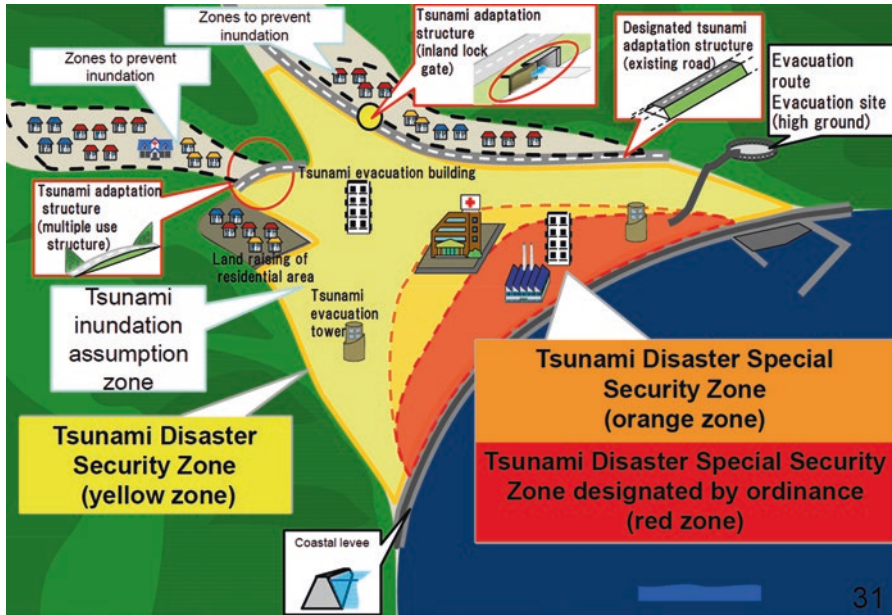 Zones to prevent
inundation
Zones to prevent
inundation
Tsunami adaptation
structure
(inland lock
gate)
Designated tsunami
adaptation structure
(existing road)
Evacuation
route
Evacuation site
(high ground)
Tsunami adaptation
structure
(multiple use
structure)
Tsunami evacuation building
Land raising of
residential area
Tsunami
inundation
assumption
zone
Tsunami
evacuation
tower
Tsunami Disaster
Security Zone
(yellow zone)
Tsunami Disaster Special
Security Zone
(orange zone)
Tsunami Disaster Special Security
Zone designated by ordinance
(red zone)
Coastal levee
31